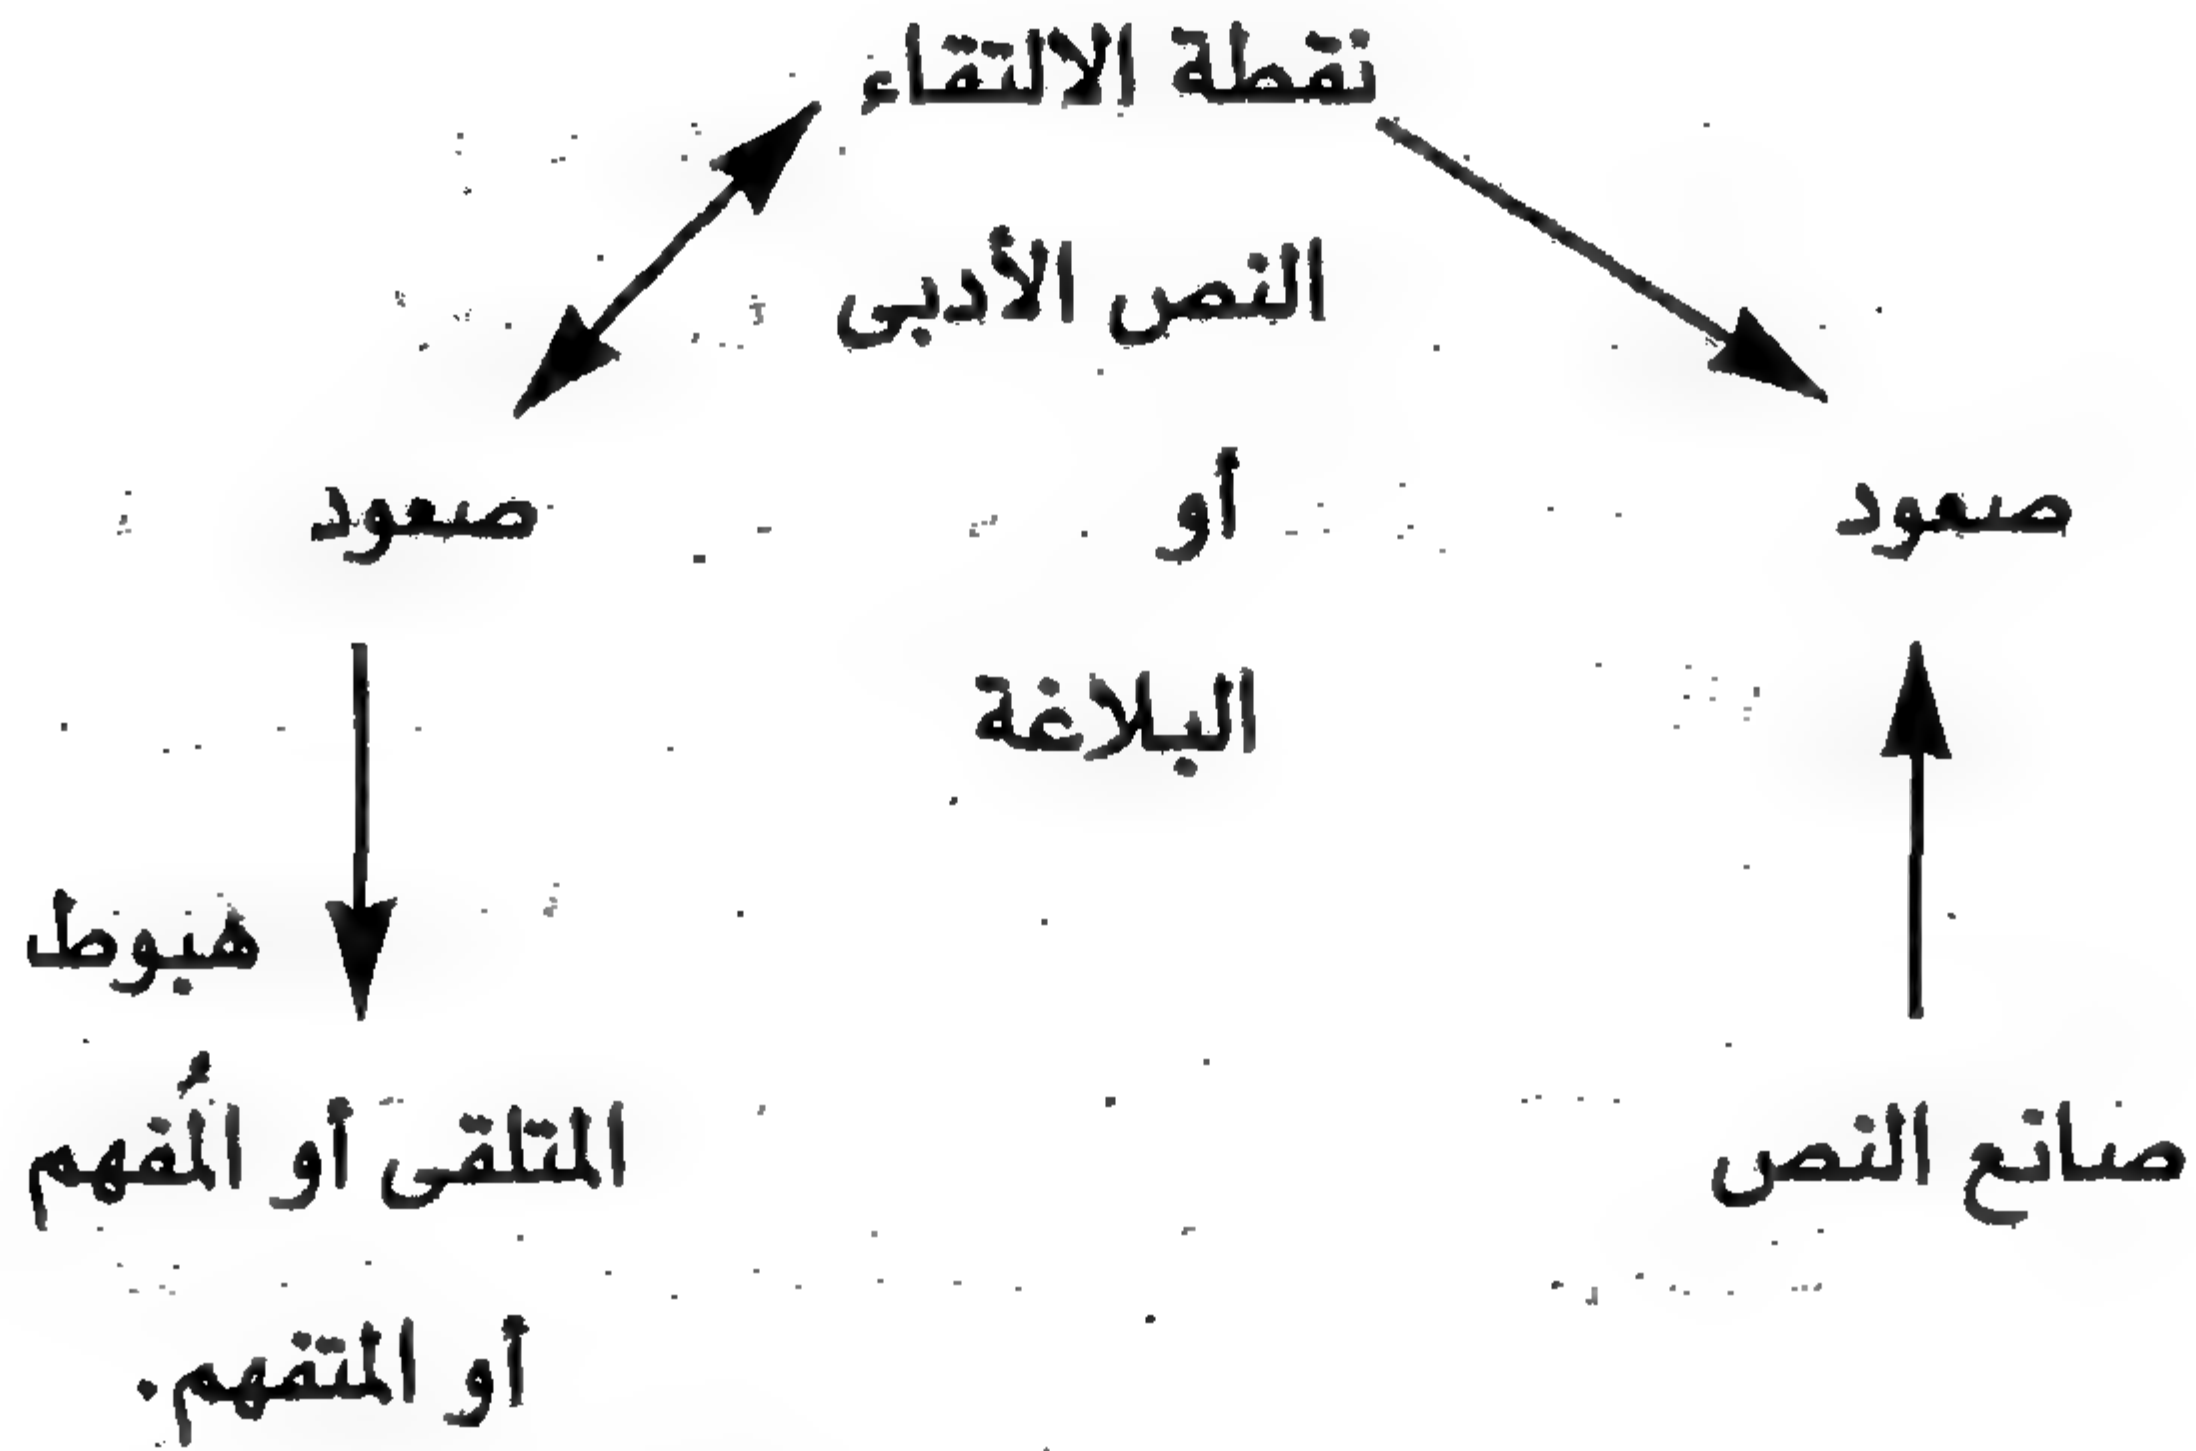 نقطة الالتقاء
النص الأدبى
صعود
أو
صعود
البلاغة
هبوط
صانع النص
المتلقى أو المُفهم
أو المتفهم.